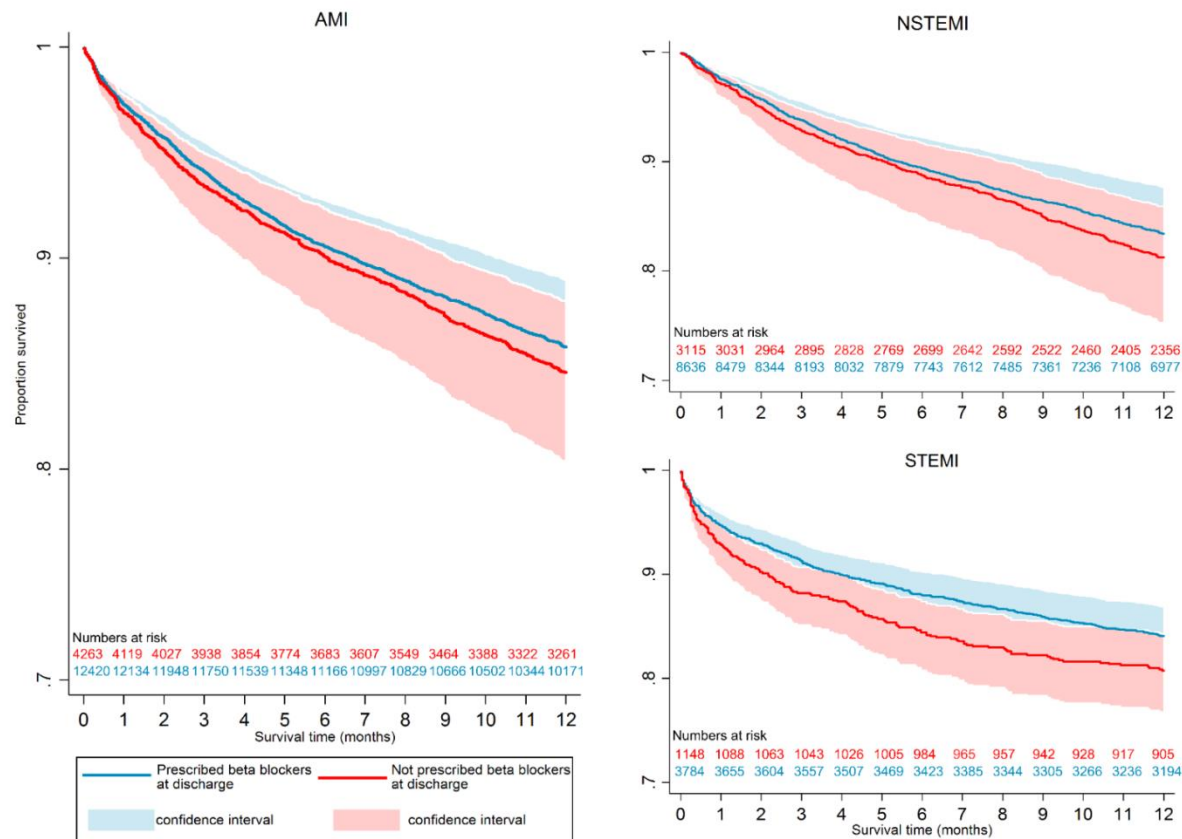 AMI
1
.9
.8
.7
Proportion survived
Numbers at risk
4263 4119 4027 3938 3854 3774 3683 3607 3549 3464 3388 3322 3261
12420 12134 11948 11750 11539 11348 11166 10997 10829 10666 10502 10344 10171
0 1 2 3 4 5 6 7 8 9 10 11 12
Survival time (months)
Prescribed beta blockers
at discharge
Not prescribed beta blockers
at discharge
confidence interval
confidence interval
NSTEMI
1
.9
.8
.7
Numbers at risk
3115 3031 2964 2895 2828 2769 2699 2642 2592 2522 2460 2405 2356
8636 8479 8344 8193 8032 7879 7743 7612 7485 7361 7236 7108 6977
0 1 2 3 4 5 6 7 8 9 10 11 12
STEMI
1
.9
.8
.7
Numbers at risk
1148 1088 1063 1043 1026 1005 984 965 957 942 928 917 905
3784 3655 3604 3557 3507 3469 3423 3385 3344 3305 3266 3236 3194
0 1 2 3 4 5 6 7 8 9 10 11 12
Survival time (months)